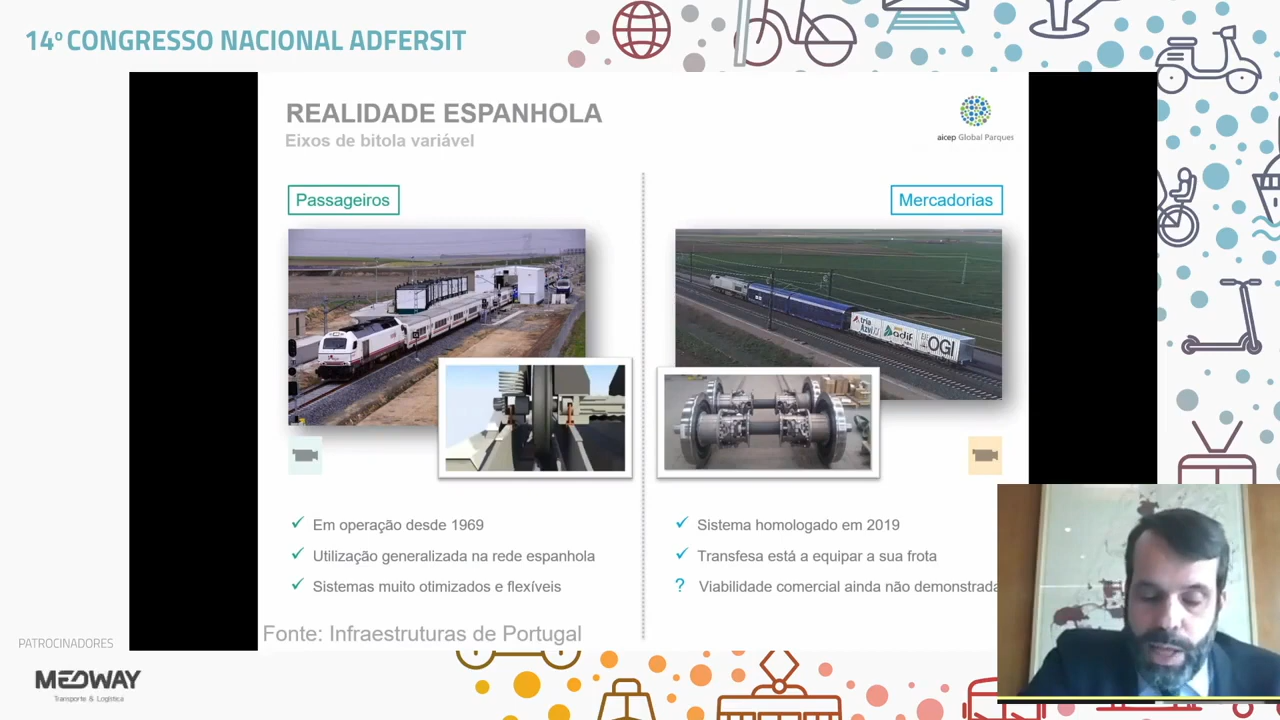 14º CONGRESSO NACIONAL ADFERSIT
REALIDADE ESPANHOLA
Eixos de bitola variável
aicep Global Parques
Passageiros
Mercadorias
adif
OGI
Em operação desde 1969
Utilização generalizada na rede espanhola
Sistemas muito otimizados e flexíveis
Sistema homologado em 2019
Transfesa está a equipar a sua frota
? Viabilidade comercial ainda não demonstrada
Fonte: Infraestruturas de Portugal
PATROCINADORES
MEDWAY
Transporte & Logística